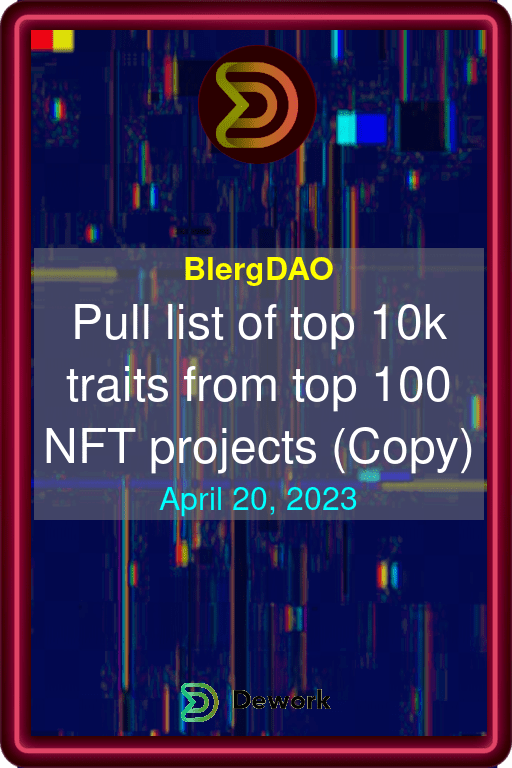 BlergDAO
Pull list of top 10k
traits from top 100
NFT projects (Copy)
April 20, 2023
Dework